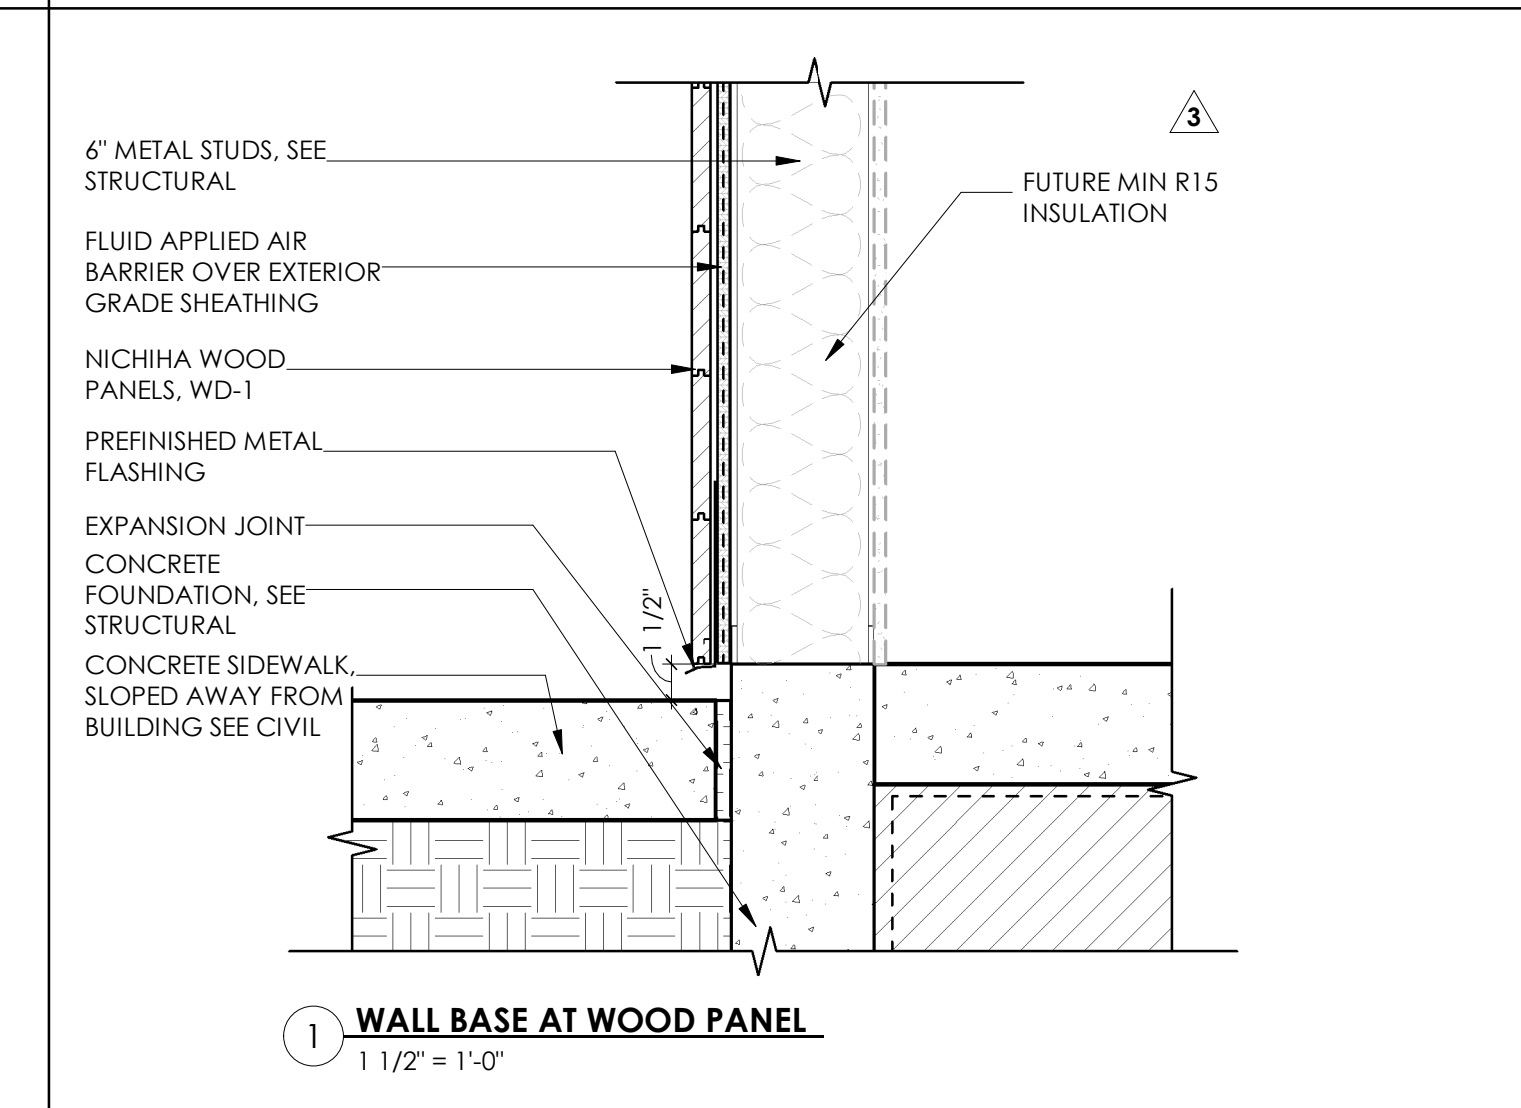 6" METAL STUDS, SEE
STRUCTURAL
FLUID APPLIED AIR
BARRIER OVER EXTERIOR
GRADE SHEATHING
NICHIHA WOOD
PANELS, WD-1
PREFINISHED METAL
FLASHING
EXPANSION JOINT
CONCRETE
FOUNDATION, SEE
STRUCTURAL
CONCRETE SIDEWALK,
SLOPED AWAY FROM
BUILDING SEE CIVIL
1 1/2"
3
FUTURE MIN R15
INSULATION
1
WALL BASE AT WOOD PANEL
1 1/2" = 1'-0"